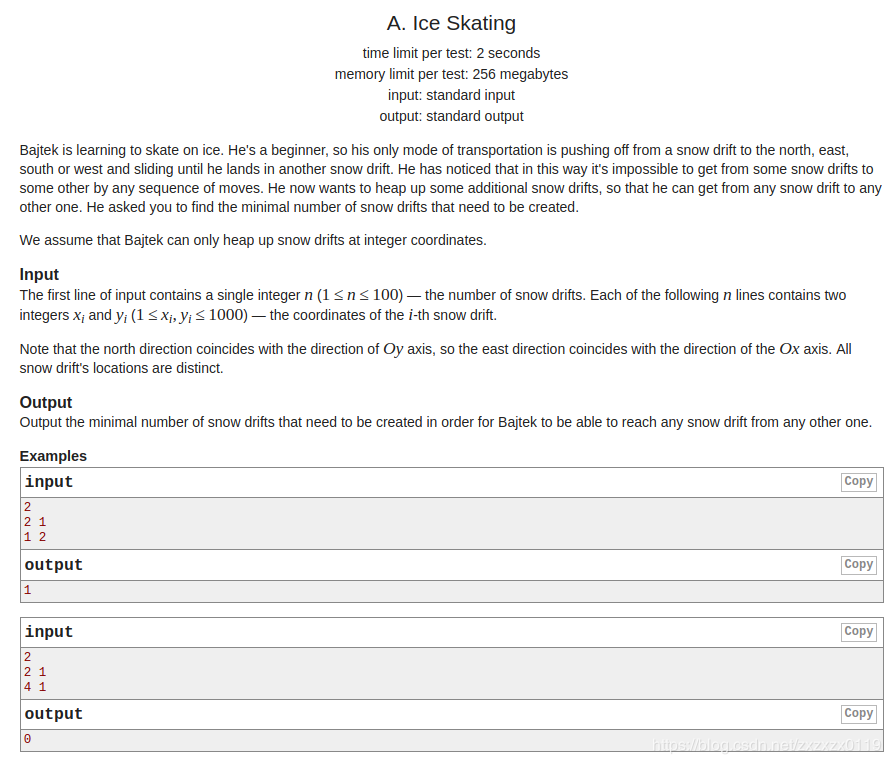 A. Ice Skating
time limit per test: 2 seconds
memory limit per test: 256 megabytes
input: standard input
output: standard output
Bajtek is learning to skate on ice. He's a beginner, so his only mode of transportation is pushing off from a snow drift to the north, east,
south or west and sliding until he lands in another snow drift. He has noticed that in this way it's impossible to get from some snow drifts to
some other by any sequence of moves. He now wants to heap up some additional snow drifts, so that he can get from any snow drift to any
other one. He asked you to find the minimal number of snow drifts that need to be created.
We assume that Bajtek can only heap up snow drifts at integer coordinates.
Input
The first line of input contains a single integer n (1 ≤ n ≤ 100) — the number of snow drifts. Each of the following n lines contains two
integers xi and yi (1 ≤ xi, yi ≤ 1000) — the coordinates of the i-th snow drift.
Note that the north direction coincides with the direction of Oy axis, so the east direction coincides with the direction of the Ox axis. All
snow drift's locations are distinct.
Output
Output the minimal number of snow drifts that need to be created in order for Bajtek to be able to reach any snow drift from any other one.
Examples
input Copy
2
2 1
1 2
output Copy
1
input Copy
2
2 1
4 1
output Copy
0
https://blog.csdn.net/zxzxzx0119